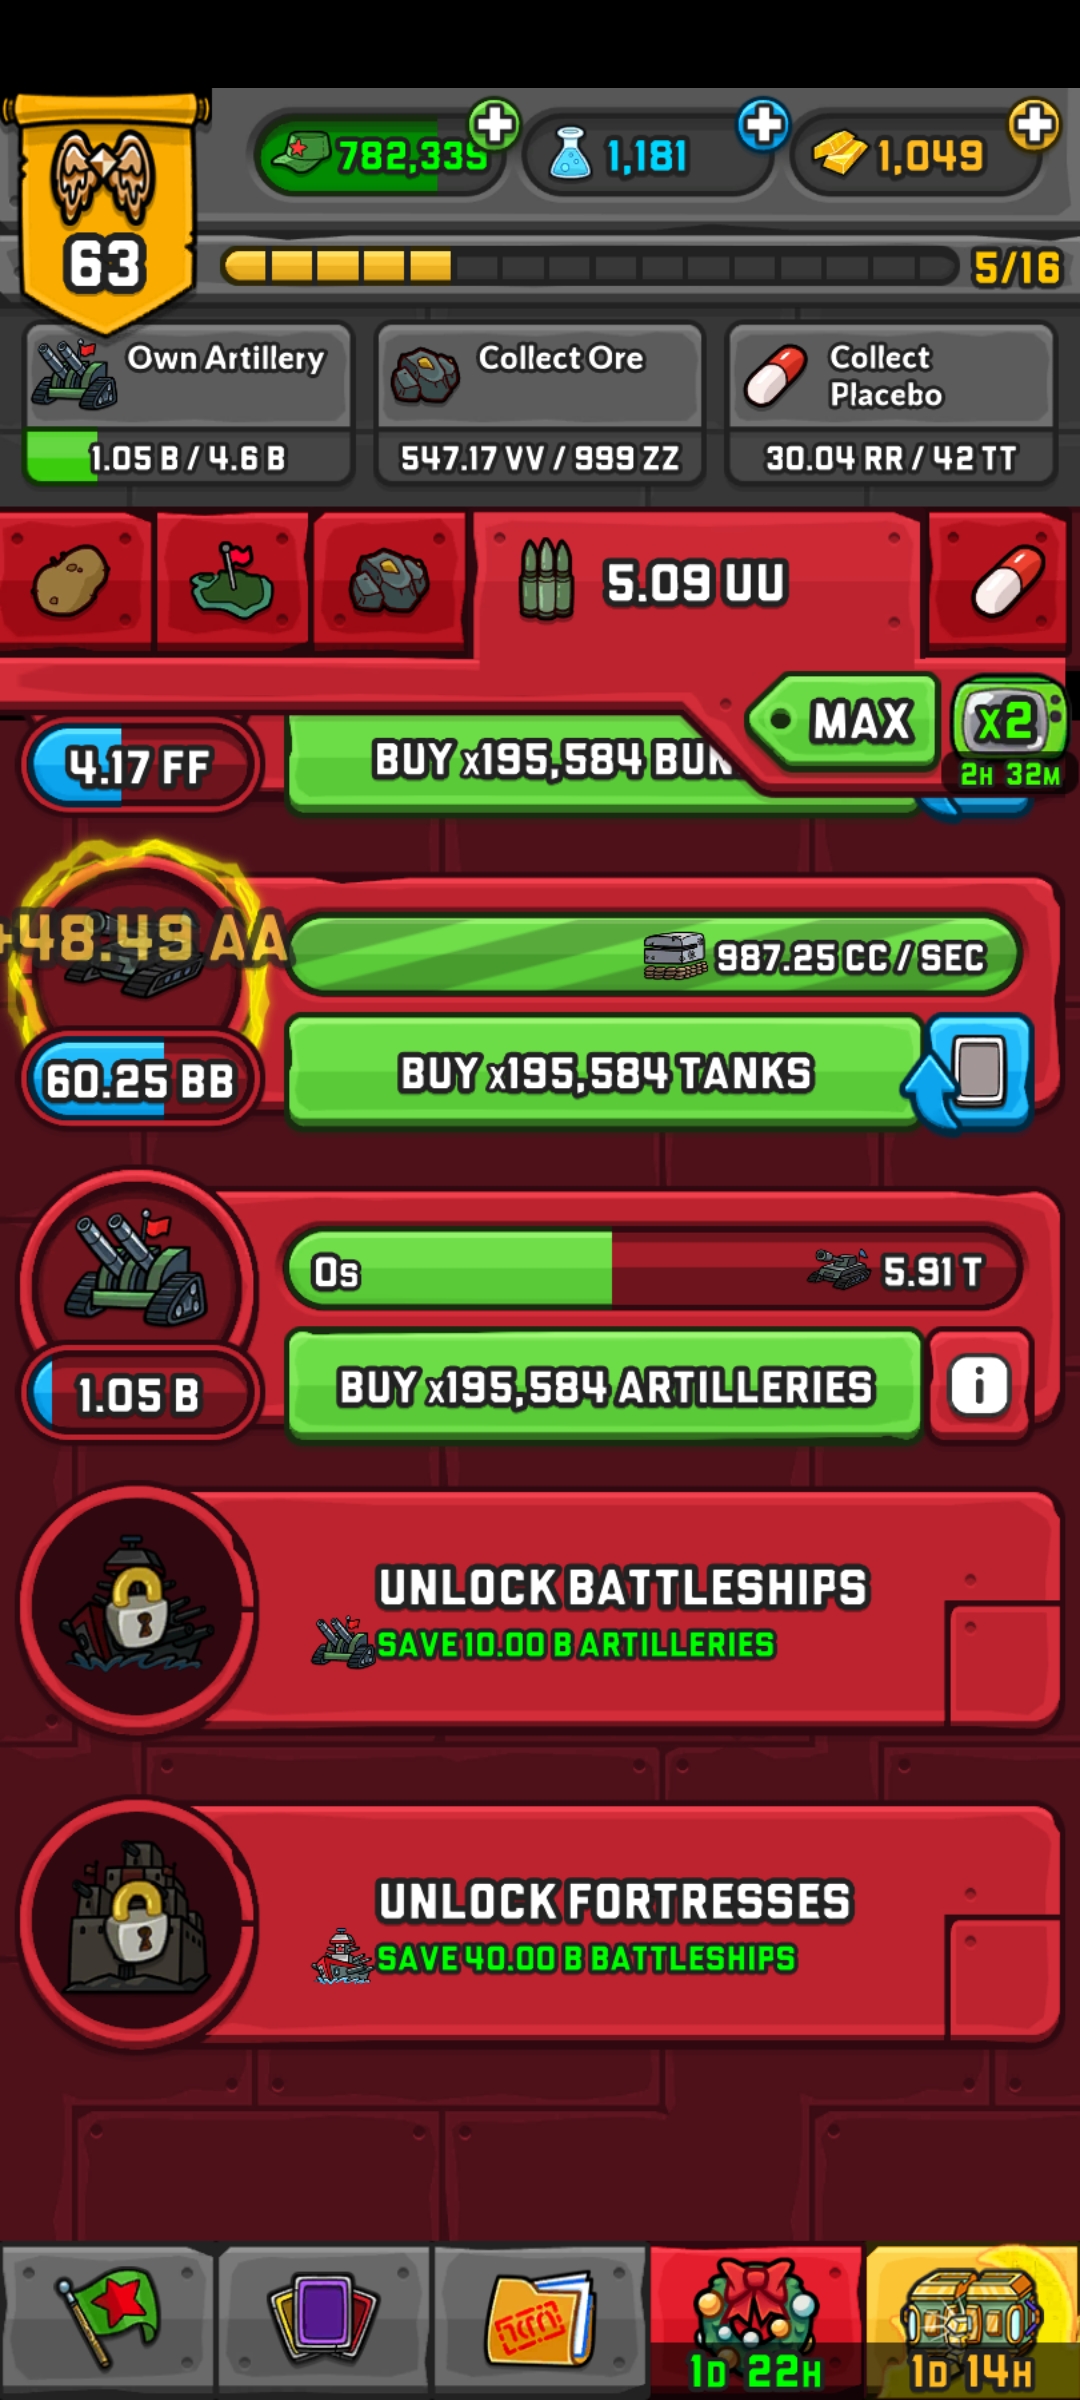 782,335
1,181
1,049
63
5/16
Own Artillery
1.05 B / 4.6 B
Collect Ore
547.17 VV / 999 ZZ
Collect
Placebo
30.04 RR / 42 TT
5.09 UU
MAX
x2
2H 32M
4.17 FF
BUY x195,584
+48.49 AA
987.25 CC / SEC
60.25 BB
BUY x195,584 TANKS
0s
5.91 T
1.05 B
BUY x195,584 ARTILLERIES
i
UNLOCK BATTLESHIPS
SAVE 10.00 B ARTILLERIES
UNLOCK FORTRESSES
SAVE 40.00 B BATTLESHIPS
1D 22H
1D 14H